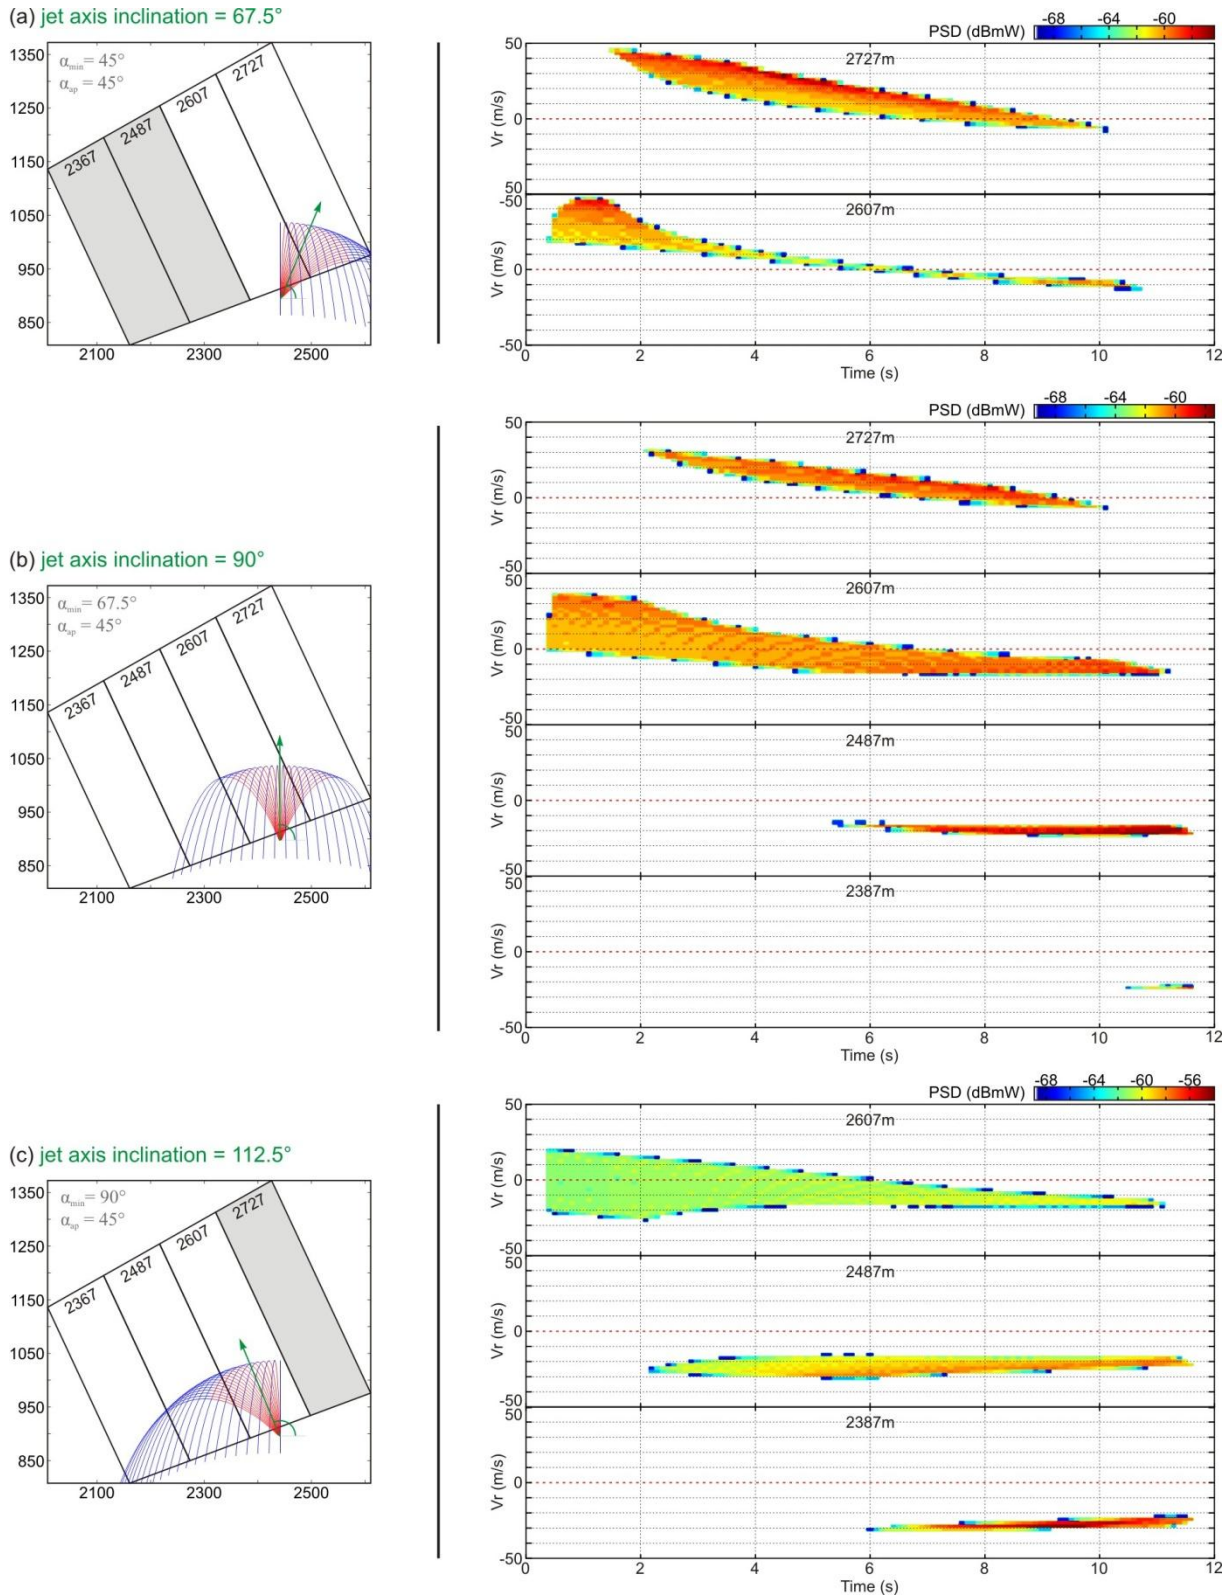 (a) jet axis inclination = 67.5°
αmin = 45°
αap = 45°
1350
1250
1150
1050
950
850
2367
2487
2607
2727
2100
2300
2500
PSD (dBmW)
-68
-64
-60
50
2727m
Vr (m/s)
0
50
-50
2607m
Vr (m/s)
0
-50
0
2
4
6
8
10
12
Time (s)
(b) jet axis inclination = 90°
αmin = 67.5°
αap = 45°
1350
1250
1150
1050
950
850
2367
2487
2607
2727
2100
2300
2500
PSD (dBmW)
-68
-64
-60
50
2727m
Vr (m/s)
0
50
-50
2607m
Vr (m/s)
0
50
-50
2487m
Vr (m/s)
0
50
-50
2387m
Vr (m/s)
0
-50
0
2
4
6
8
10
12
Time (s)
(c) jet axis inclination = 112.5°
αmin = 90°
αap = 45°
1350
1250
1150
1050
950
850
2367
2487
2607
2727
2100
2300
2500
PSD (dBmW)
-68
-64
-60
-56
50
2607m
Vr (m/s)
0
50
-50
2487m
Vr (m/s)
0
50
-50
2387m
Vr (m/s)
0
-50
0
2
4
6
8
10
12
Time (s)